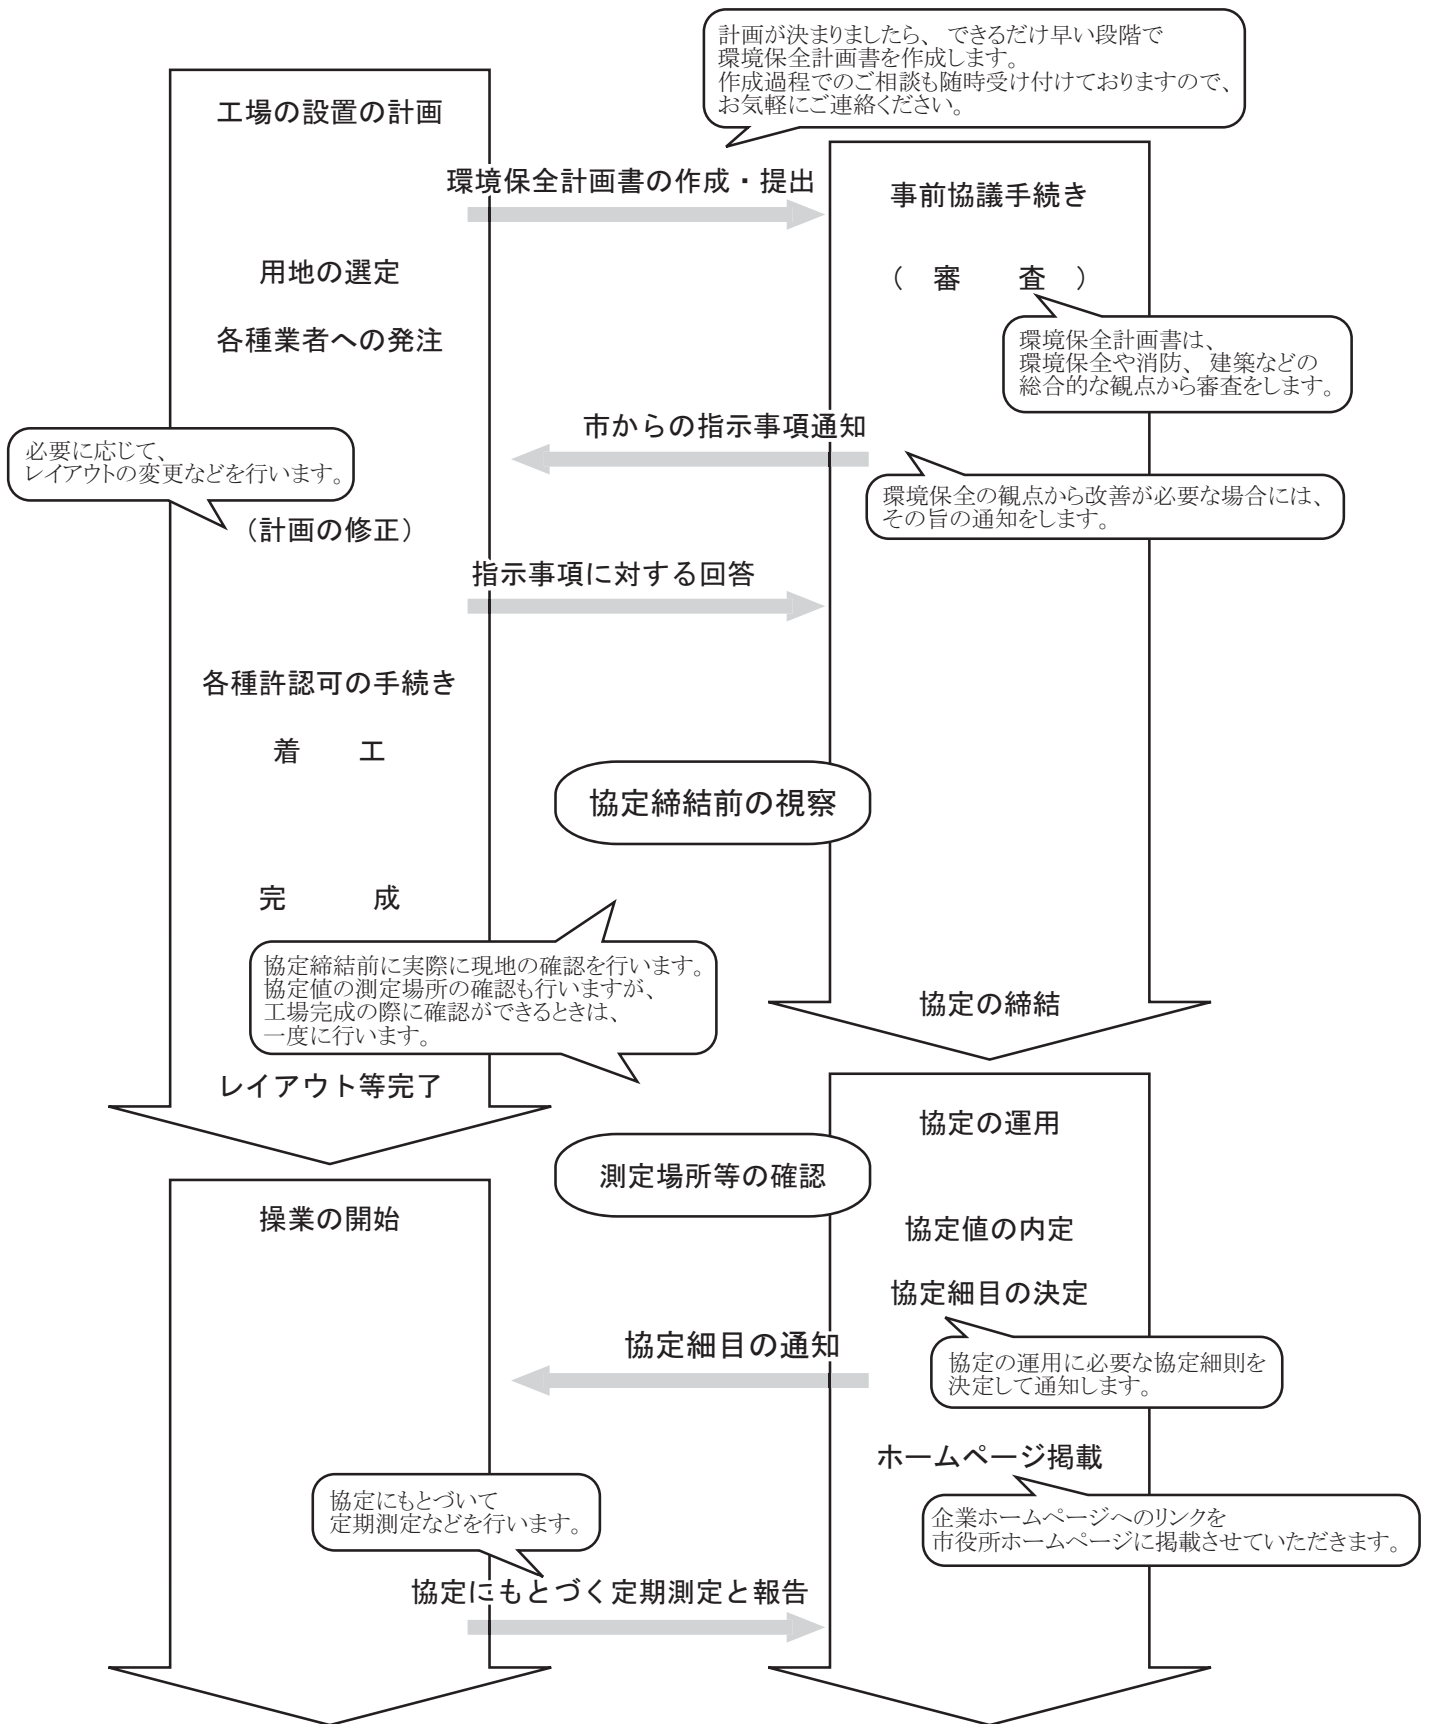 計画が決まりましたら、できるだけ早い段階で
環境保全計画書を作成します。
作成過程でのご相談も随時受け付けておりますので、
お気軽にご連絡ください。
工場の設置の計画
環境保全計画書の作成・提出
事前協議手続き
用地の選定
（　審　　査　）
各種業者への発注
環境保全計画書は、
環境保全や消防、建築などの
総合的な観点から審査をします。
市からの指示事項通知
必要に応じて、
レイアウトの変更などを行います。
環境保全の観点から改善が必要な場合には、
その旨の通知をします。
（計画の修正）
指示事項に対する回答
各種許認可の手続き
着　　工
協定締結前の視察
完　　　成
協定締結前に実際に現地の確認を行います。
協定値の測定場所の確認も行いますが、
工場完成の際に確認ができるときは、
一度に行います。
協定の締結
レイアウト等完了
協定の運用
測定場所等の確認
操業の開始
協定値の内定
協定細目の決定
協定細目の通知
協定の運用に必要な協定細則を
決定して通知します。
ホームページ掲載
協定にもとづいて
定期測定などを行います。
企業ホームページへのリンクを
市役所ホームページに掲載させていただきます。
協定にもとづく定期測定と報告